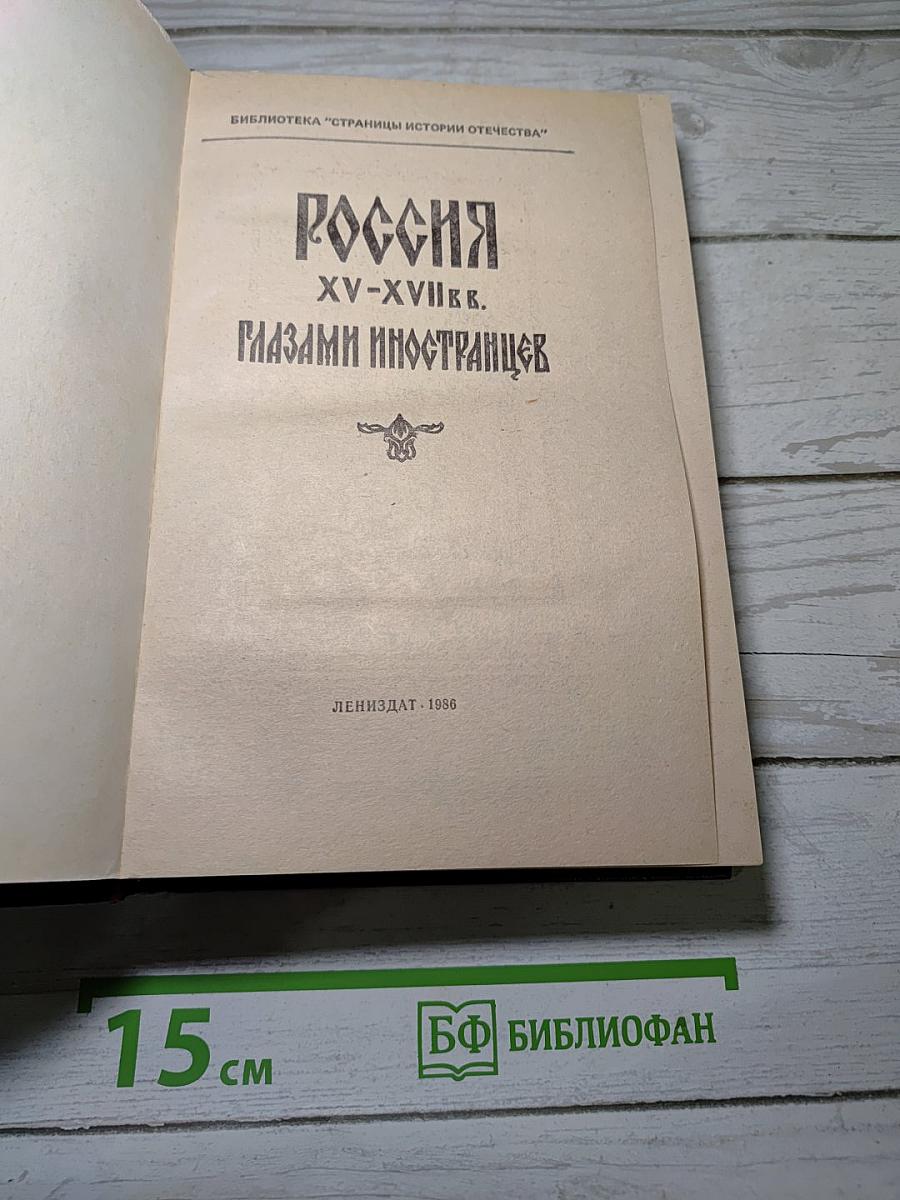 БИБЛИОТЕКА "СТРАНИЦЫ ИСТОРИИ ОТЕЧЕСТВА"
РОССИЯ
XV–XVII вв.
ГЛАЗАМИ ИНОСТРАНЦЕВ
ЛЕНИЗДАТ · 1986
15 см
БФ БИБЛИОФАН